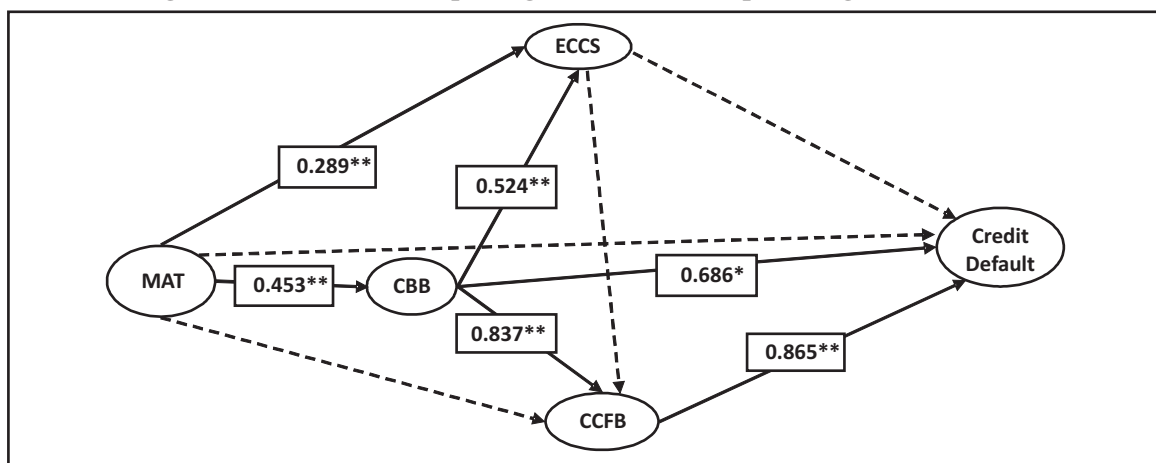 ECCS
0.289**
0.524**
Credit
Default
MAT
0.453**
CBB
0.686*
0.837**
0.865**
CCFB